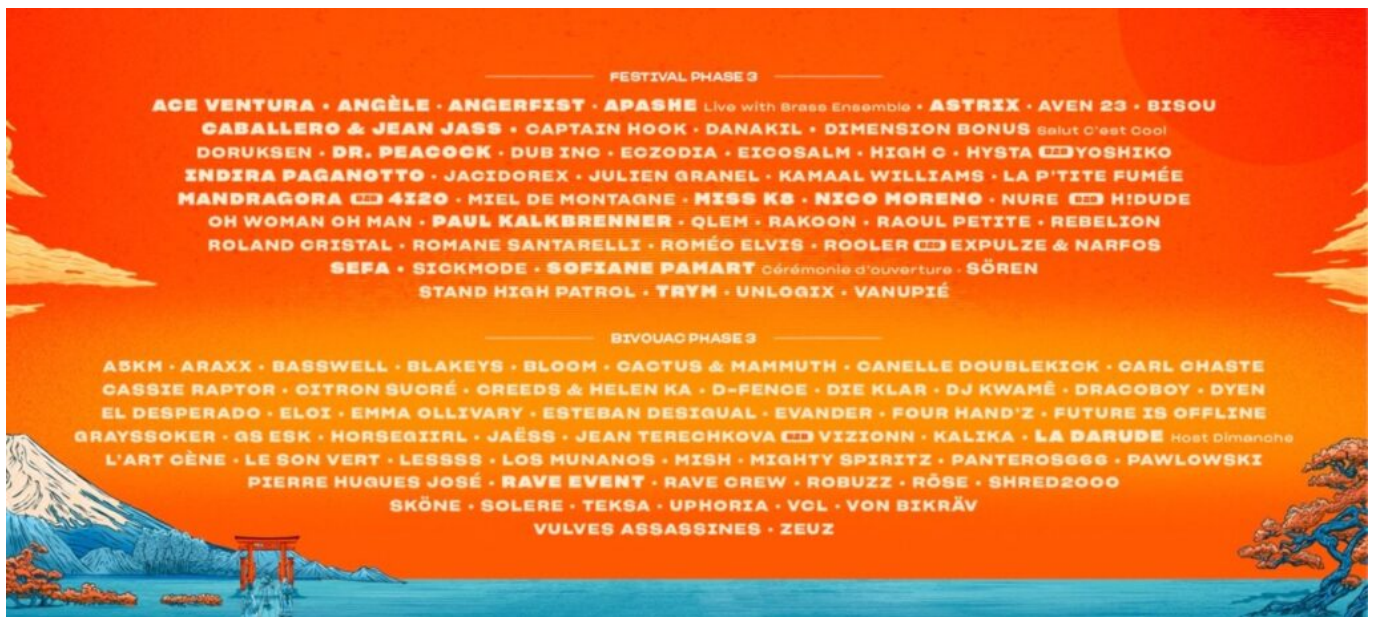 FESTIVAL PHASE 3
ACE VENTURA • ANGÈLE • ANGERFIST • APASHE Live with Brass Ensemble • ASTRIX • AVEN 23 • BISOU
CABALLERO & JEAN JASS • CAPTAIN HOOK • DANAKIL • DIMENSION BONUS Salut C'est Cool
DORUKSEN • DR. PEACOCK • DUB INC • ECZODIA • EICOSALM • HIGH C • HYSTA B2B YOSHIKO
INDIRA PAGANOTTO • JACIDOREX • JULIEN GRANEL • KAMAAL WILLIAMS • LA P'TITE FUMÉE
MANDRAGORA B2B 4I20 • MIEL DE MONTAGNE • MISS K8 • NICO MORENO • NURE B2B H!DUDE
OH WOMAN OH MAN • PAUL KALKBRENNER • QLEM • RAKOON • RAOUL PETITE • REBELION
ROLAND CRISTAL • ROMANE SANTARELLI • ROMÉO ELVIS • ROOLER B2B EXPULZE & NARFOS
SEFA • SICKMODE • SOFIANE PAMART Cérémonie d'ouverture • SÖREN
STAND HIGH PATROL • TRYM • UNLOGIX • VANUPIÉ
BIVOUAC PHASE 3
A5KM • ARAXX • BASSWELL • BLAKEYS • BLOOM • CACTUS & MAMMUTH • CANELLE DOUBLEKICK • CARL CHASTE
CASSIE RAPTOR • CITRON SUCRÉ • CREEDS & HELEN KA • D-FENCE • DIE KLAR • DJ KWAMÊ • DRACOBOY • DYEN
EL DESPERADO • ELOI • EMMA OLLIVARY • ESTEBAN DESIGUAL • EVANDER • FOUR HAND'Z • FUTURE IS OFFLINE
GRAYSSOKER • GS ESK • HORSEGIIRL • JAËSS • JEAN TERECHKOVA B2B VIZIONN • KALIKA • LA DARUDE Host Dimanche
L'ART CÈNE • LE SON VERT • LESSSS • LOS MUNANOS • MISH • MIGHTY SPIRITZ • PANTEROS666 • PAWLOWSKI
PIERRE HUGUES JOSÉ • RAVE EVENT • RAVE CREW • ROBUZZ • RÖSE • SHRED2000
SKÖNE • SOLERE • TEKSA • UPHORIA • VCL • VON BIKRÄV
VULVES ASSASSINES • ZEUZ